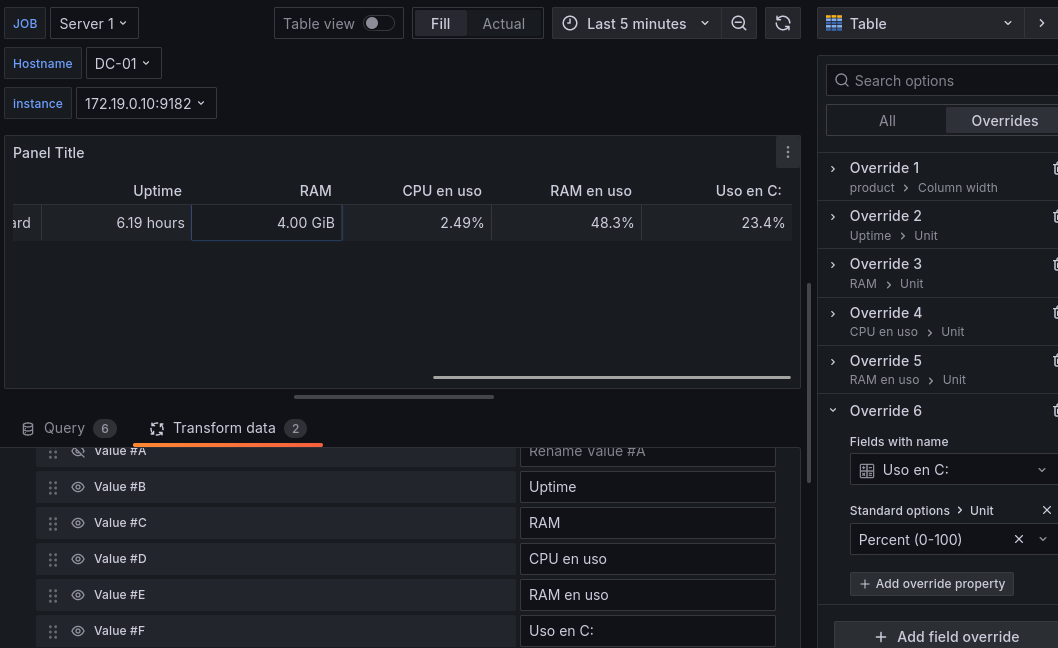 JOB Server 1
Table view Fill Actual Last 5 minutes
Hostname DC-01
instance 172.19.0.10:9182
Panel Title
Uptime RAM CPU en uso RAM en uso Uso en C:
ard 6.19 hours 4.00 GiB 2.49% 48.3% 23.4%
Query 6 Transform data 2
Value #A Rename Value #A
Value #B Uptime
Value #C RAM
Value #D CPU en uso
Value #E RAM en uso
Value #F Uso en C:
Table
Search options
All Overrides
Override 1
product > Column width
Override 2
Uptime > Unit
Override 3
RAM > Unit
Override 4
CPU en uso > Unit
Override 5
RAM en uso > Unit
Override 6
Fields with name
Uso en C:
Standard options > Unit
Percent (0-100)
+ Add override property
+ Add field override